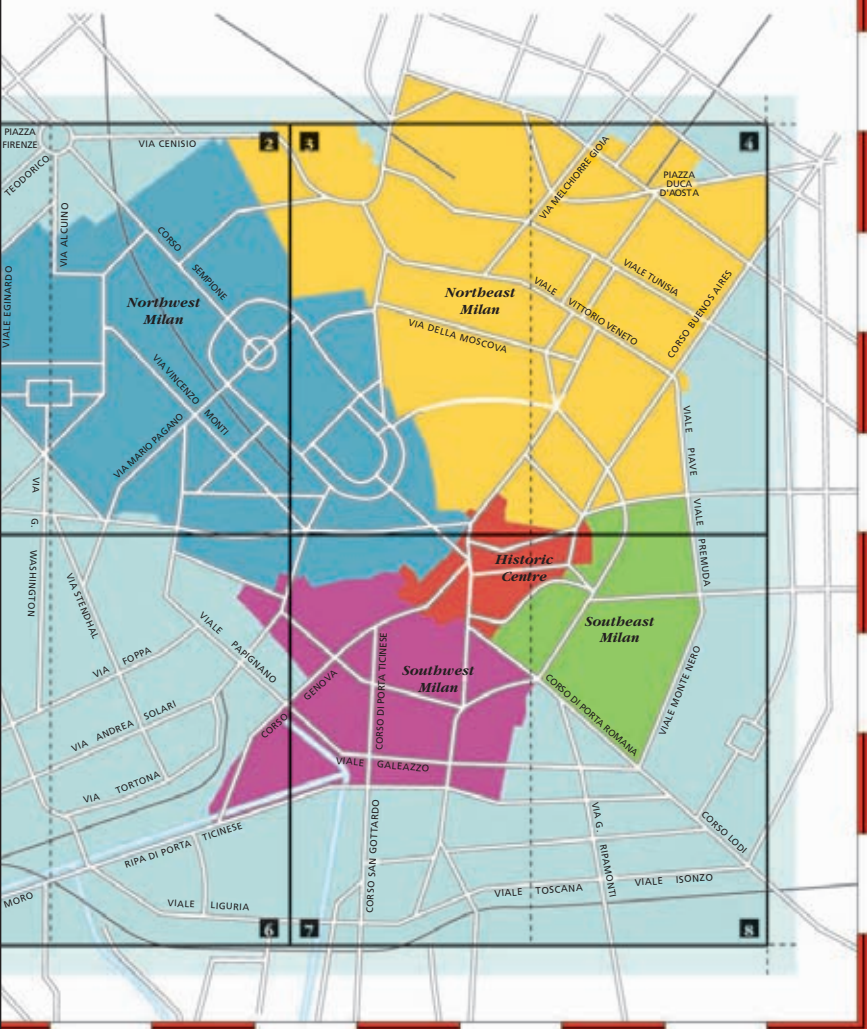 PIAZZA
FIRENZE
VIA CENISIO
2
3
4
TEODORICO
VIA ALCUINO
VIALE EGINARDO
CORSO SEMPIONE
Northwest
Milan
VIA VINCENZO MONTI
VIA MARIO PAGANO
VIA MELCHIORRE GIOIA
PIAZZA
DUCA
D'AOSTA
VIALE TUNISIA
Northeast
Milan
VIALE VITTORIO VENETO
VIA DELLA MOSCOVA
CORSO BUENOS AIRES
VIALE PIAVE
VIALE PREMUDA
VIA G. WASHINGTON
VIA STENDHAL
Historic
Centre
Southeast
Milan
VIALE PAPIGNANO
VIA FOPPA
Southwest
Milan
CORSO DI PORTA TICINESE
CORSO GENOVA
VIALE MONTE NERO
CORSO DI PORTA ROMANA
VIA ANDREA SOLARI
VIALE GALEAZZO
VIA TORTONA
RIPA DI PORTA TICINESE
CORSO SAN GOTTARDO
VIA G. RIPAMONTI
CORSO LODI
MORO
VIALE LIGURIA
VIALE TOSCANA
VIALE ISONZO
6
7
8